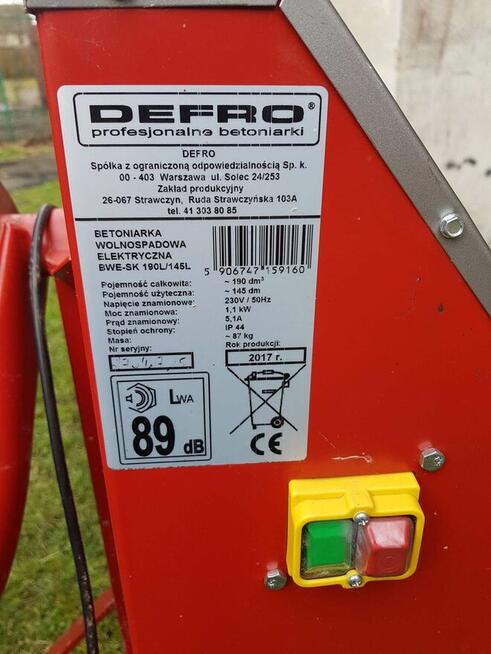 DEFRO®
profesjonalne betoniarki
DEFRO
Spółka z ograniczoną odpowiedzialnością Sp. k.
00 - 403 Warszawa ul. Solec 24/253
Zakład produkcyjny
26-067 Strawczyn, Ruda Strawczyńska 103A
tel. 41 303 80 85
BETONIARKA
WOLNOSPADOWA
ELEKTRYCZNA
BWE-SK 190L/145L
5 906747 159160
Pojemność całkowita: ~ 190 dm³
Pojemność użyteczna: ~ 145 dm
Napięcie znamionowe: 230V / 50Hz
Moc znamionowa: 1,1 kW
Prąd znamionowy: 5,1A
Stopień ochrony: IP 44
Masa: ~ 87 kg
Nr seryjny: Rok produkcji:
2017 r.
LWA
89 dB
CE